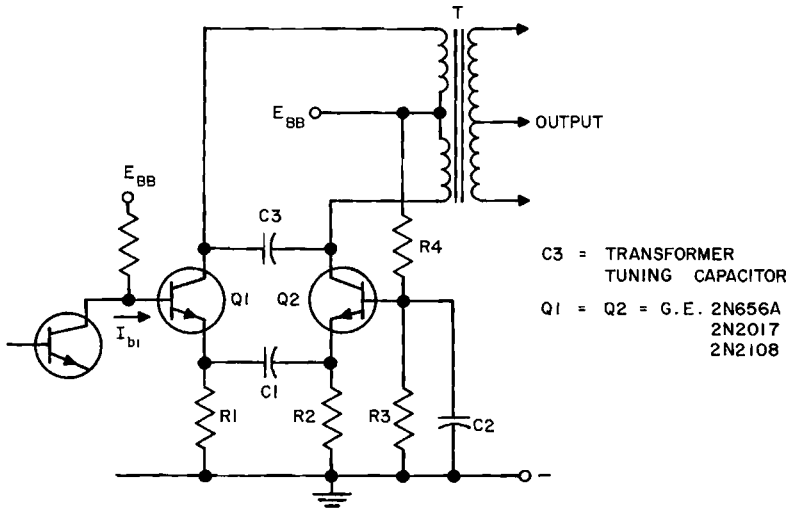 T
E_BB
OUTPUT
E_BB
C3
R4
C3 = TRANSFORMER
TUNING CAPACITOR
Q1
Q2
Q1 = Q2 = G.E. 2N656A
2N2017
2N2108
I_b1
C1
R1
R2
R3
C2
-